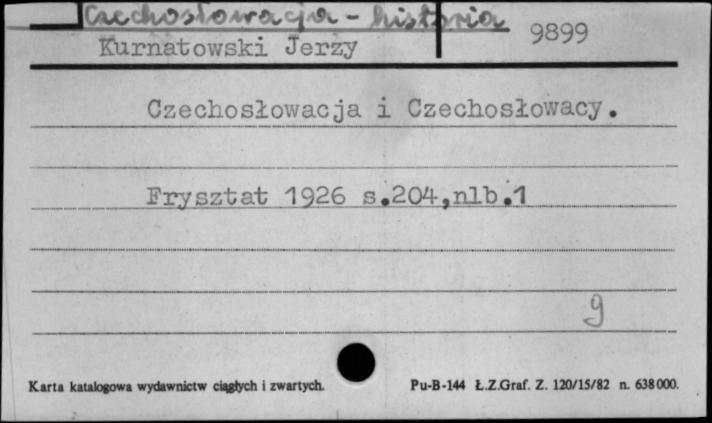 Czechosłowacja - historia
Kurnatowski Jerzy
9899
Czechosłowacja i Czechosłowacy.
Frysztat 1926 s.204,nlb.1
9
Karta katalogowa wydawnictw ciągłych i zwartych.
Pu-B-144 Ł.Z.Graf. Z. 120/15/82 n. 638000.